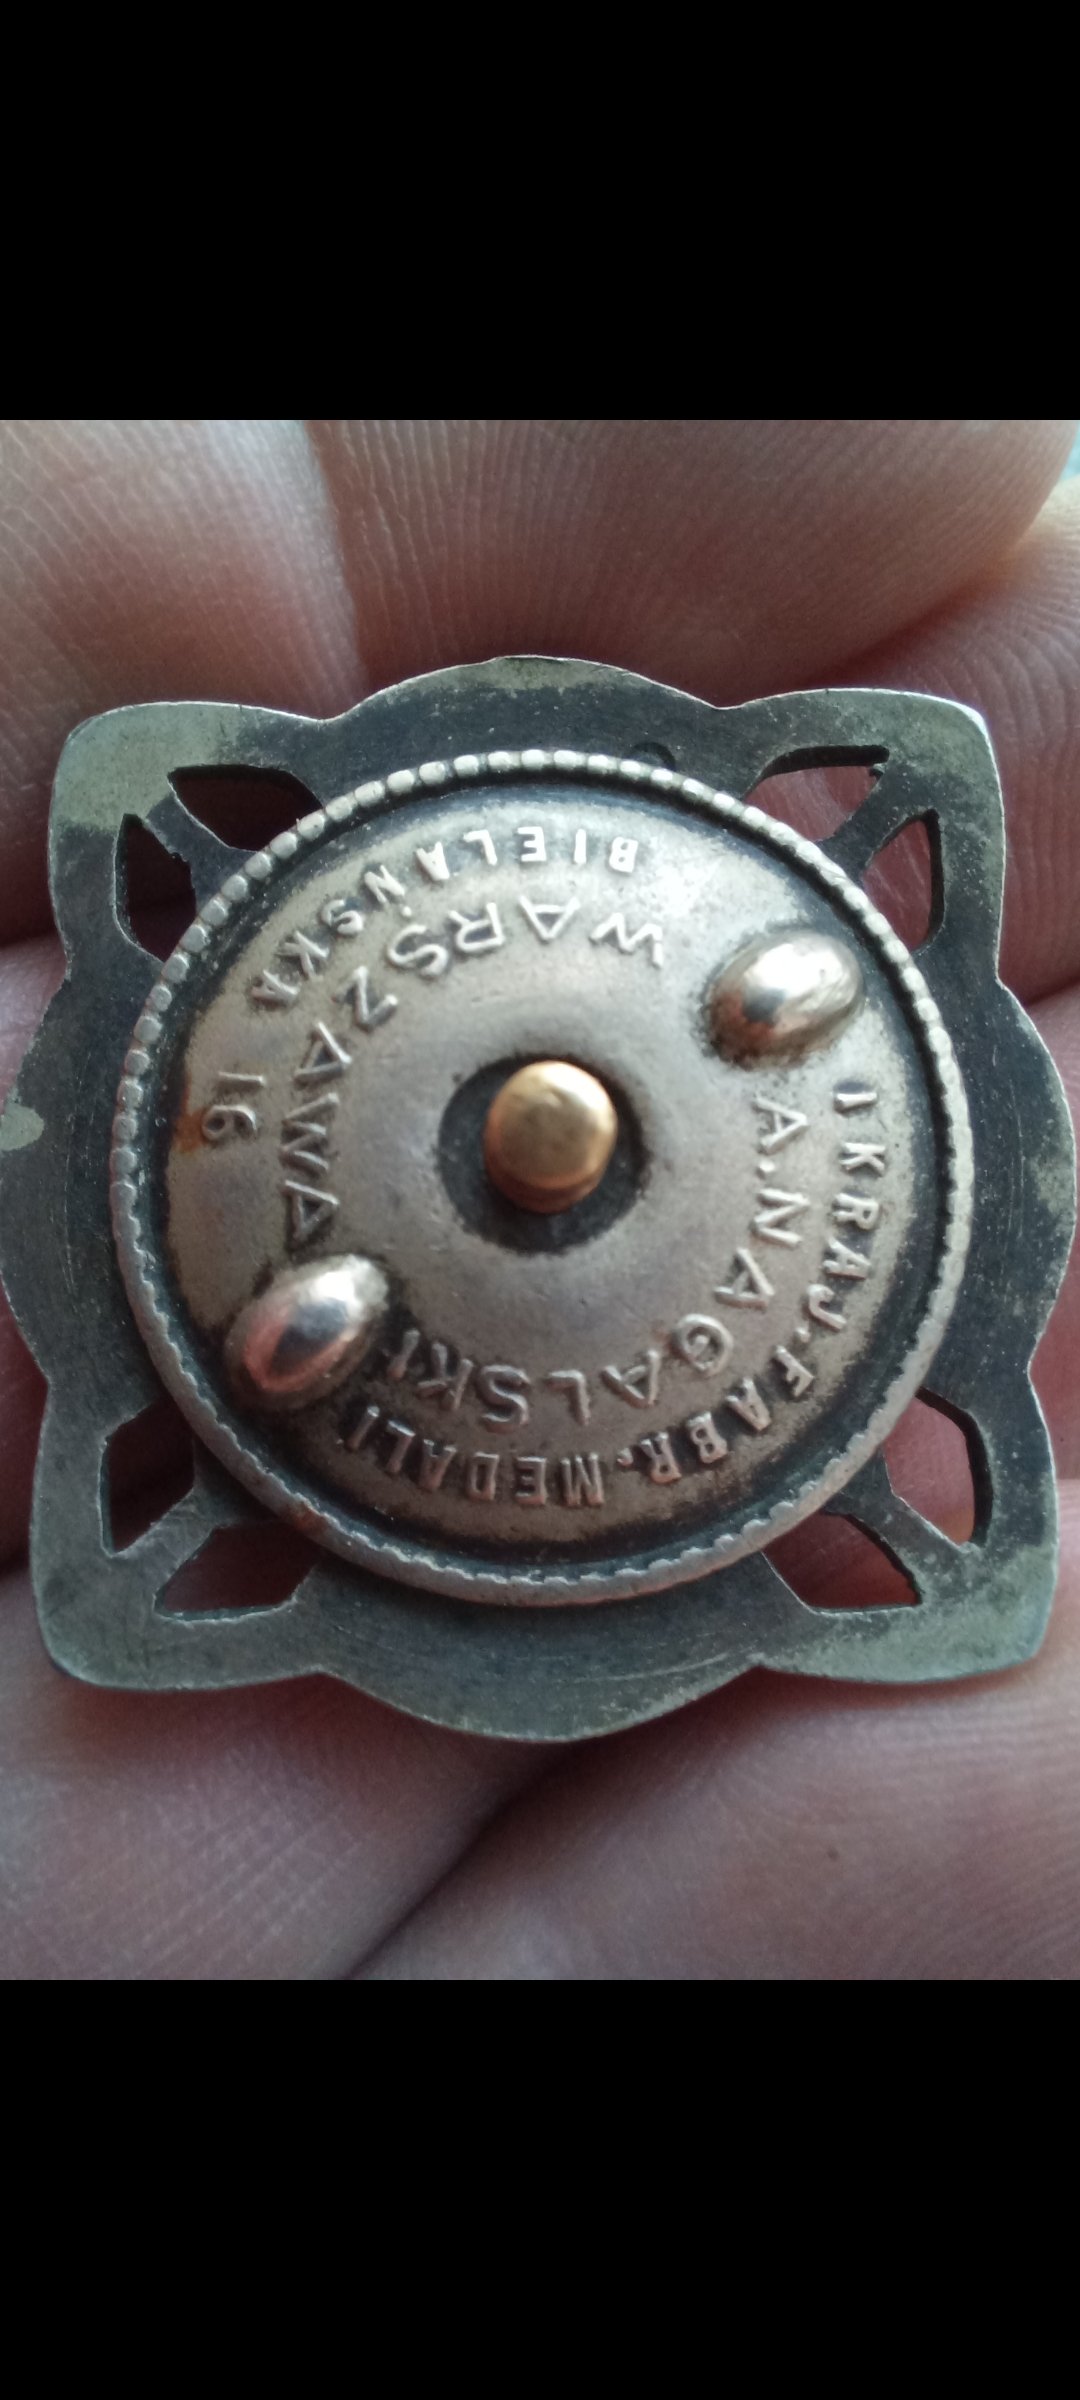 I KRAJ. FABR. MEDALI
A. NAGALSKI
WARSZAWA
BIELAŃSKA 16